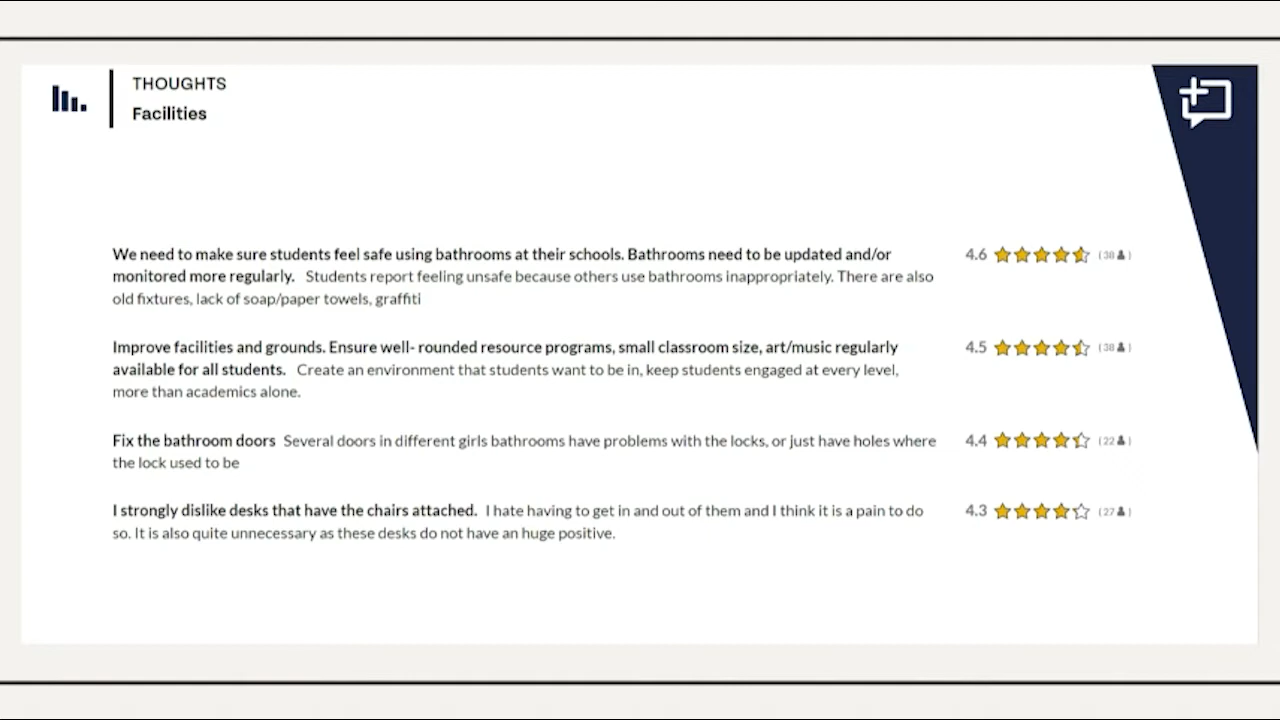 THOUGHTS
Facilities
We need to make sure students feel safe using bathrooms at their schools. Bathrooms need to be updated and/or 4.6 (38)
monitored more regularly. Students report feeling unsafe because others use bathrooms inappropriately. There are also
old fixtures, lack of soap/paper towels, graffiti
Improve facilities and grounds. Ensure well- rounded resource programs, small classroom size, art/music regularly 4.5 (38)
available for all students. Create an environment that students want to be in, keep students engaged at every level,
more than academics alone.
Fix the bathroom doors Several doors in different girls bathrooms have problems with the locks, or just have holes where 4.4 (22)
the lock used to be
I strongly dislike desks that have the chairs attached. I hate having to get in and out of them and I think it is a pain to do 4.3 (27)
so. It is also quite unnecessary as these desks do not have an huge positive.